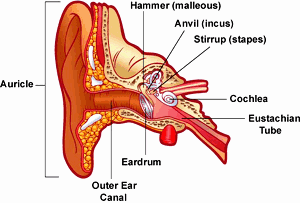 Hammer (malleous)
Anvil (incus)
Stirrup (stapes)
Auricle
Cochlea
Eustachian
Tube
Eardrum
Outer Ear
Canal